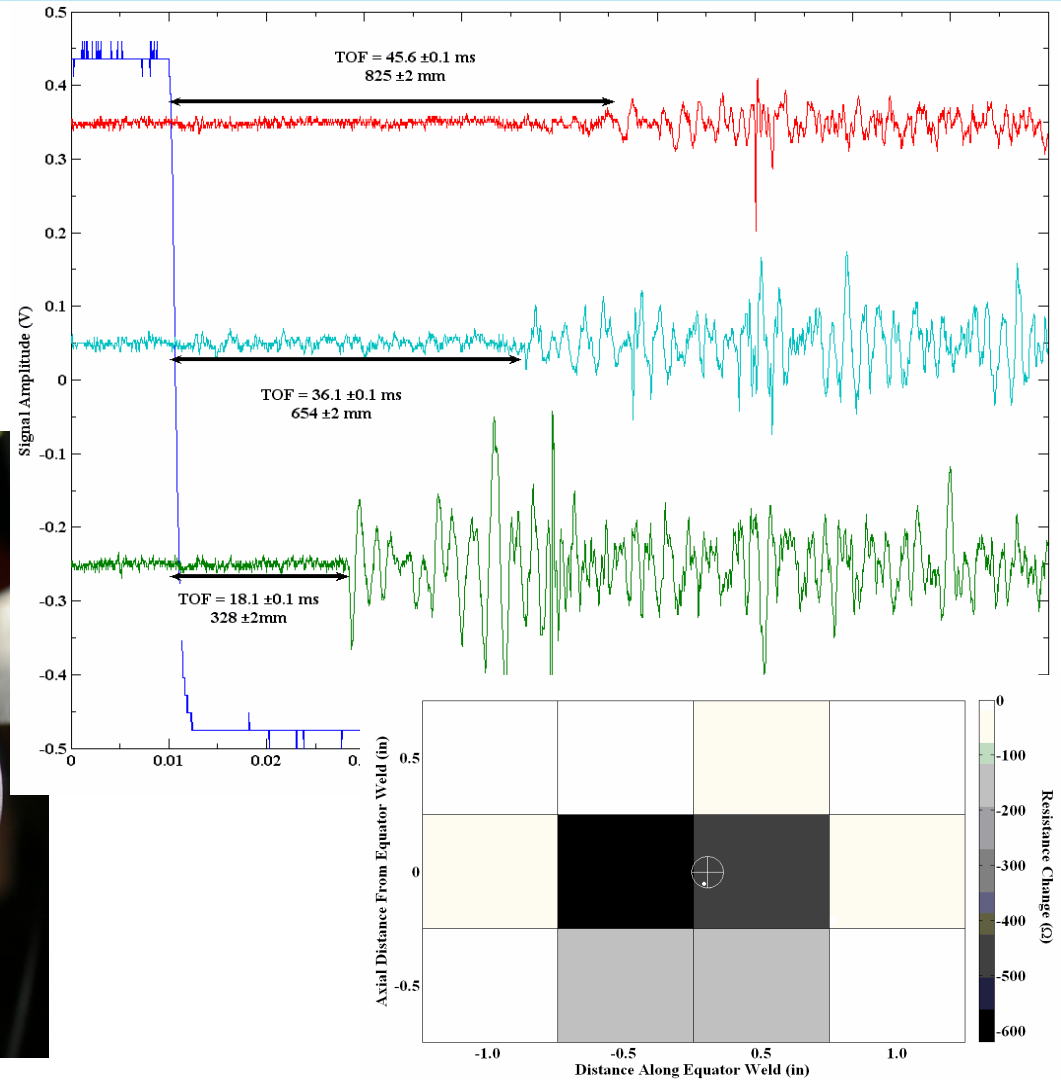 0.5
0.4
0.3
0.2
0.1
0
-0.1
-0.2
-0.3
-0.4
-0.5
Signal Amplitude (V)
TOF = 45.6 ±0.1 ms
825 ±2 mm
TOF = 36.1 ±0.1 ms
654 ±2 mm
TOF = 18.1 ±0.1 ms
328 ±2mm
0 0.01 0.02 0.
Axial Distance From Equator Weld (in)
0.5
0
-0.5
-1.0 -0.5 0.5 1.0
Distance Along Equator Weld (in)
0
-100
-200
-300
-400
-500
-600
Resistance Change (Ω)